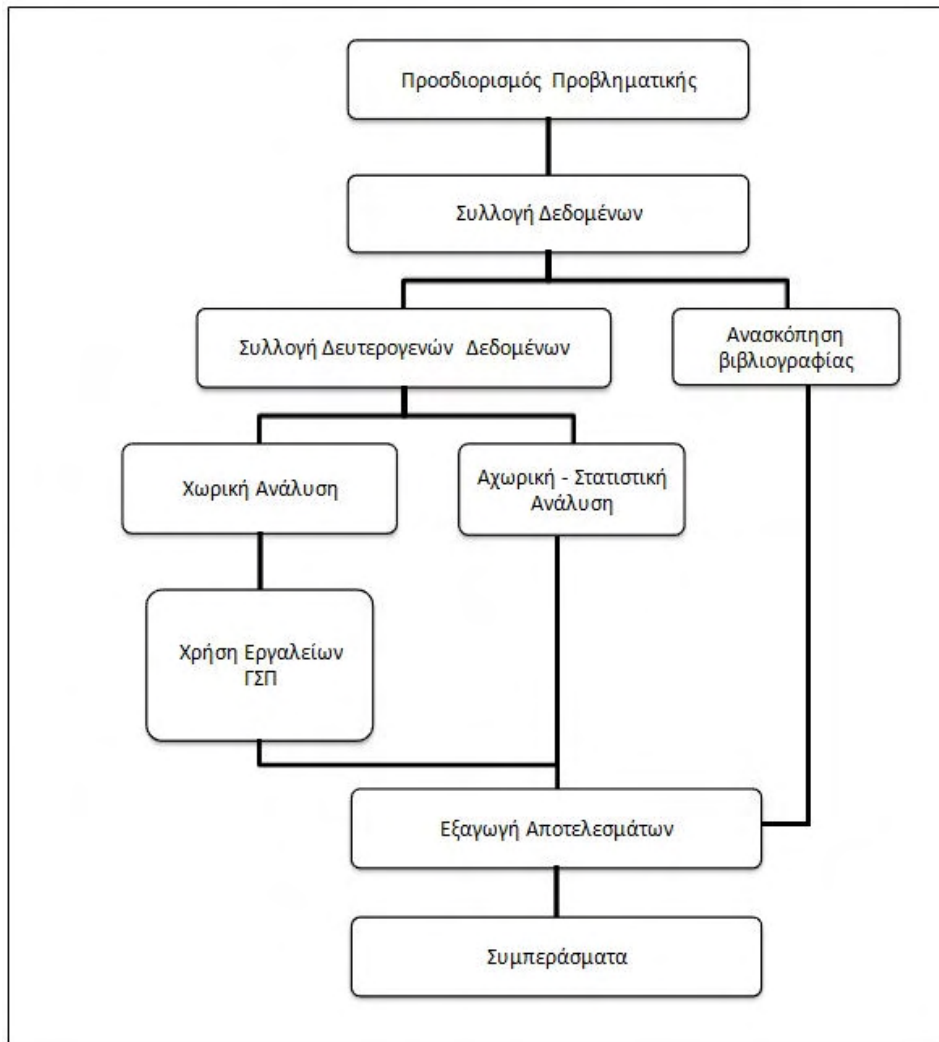 Προσδιορισμός Προβληματικής
Συλλογή Δεδομένων
Συλλογή Δευτερογενών Δεδομένων
Ανασκόπηση
βιβλιογραφίας
Χωρική Ανάλυση
Αχωρική - Στατιστική
Ανάλυση
Χρήση Εργαλείων
ΓΣΠ
Εξαγωγή Αποτελεσμάτων
Συμπεράσματα